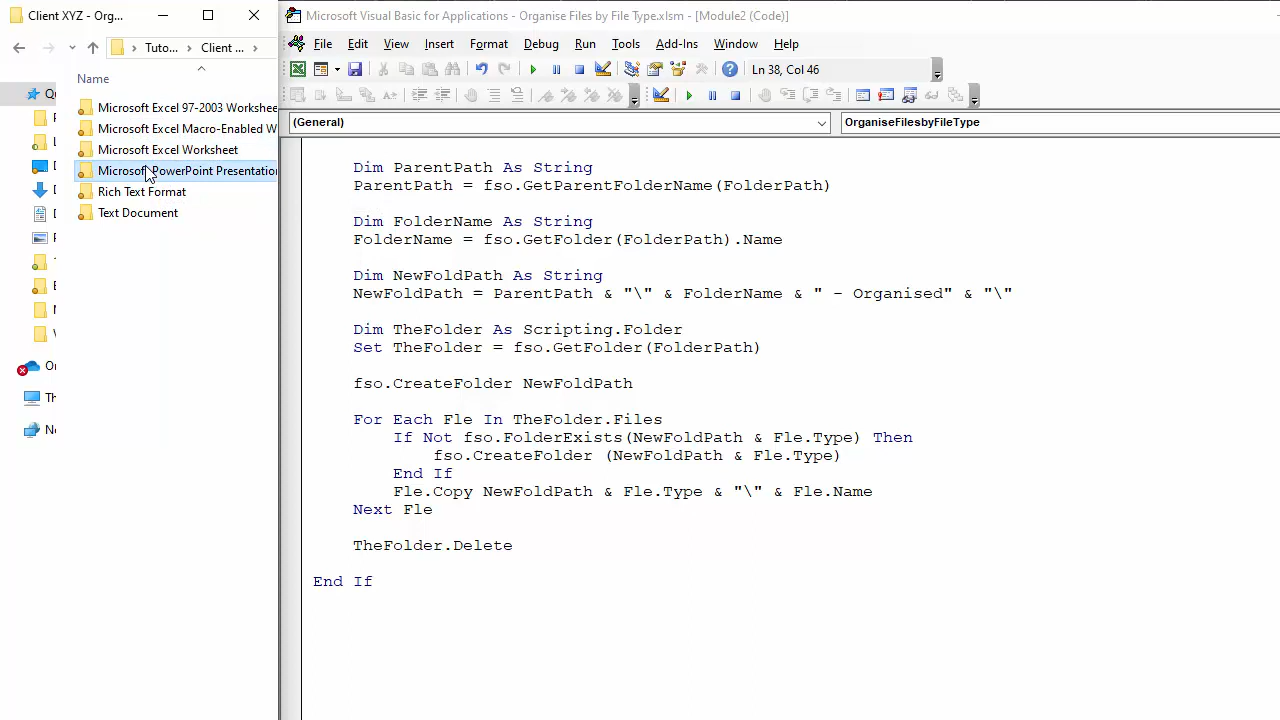 Client XYZ - Org...
Tuto...
Client ...
Name
Microsoft Excel 97-2003 Workshee
Microsoft Excel Macro-Enabled W
Microsoft Excel Worksheet
Microsoft PowerPoint Presentation
Rich Text Format
Text Document
Microsoft Visual Basic for Applications - Organise Files by File Type.xlsm - [Module2 (Code)]
File Edit View Insert Format Debug Run Tools Add-Ins Window Help
Ln 38, Col 46
(General)
OrganiseFilesbyFileType
Dim ParentPath As String
ParentPath = fso.GetParentFolderName(FolderPath)
Dim FolderName As String
FolderName = fso.GetFolder(FolderPath).Name
Dim NewFoldPath As String
NewFoldPath = ParentPath & "\" & FolderName & " - Organised" & "\"
Dim TheFolder As Scripting.Folder
Set TheFolder = fso.GetFolder(FolderPath)
fso.CreateFolder NewFoldPath
For Each Fle In TheFolder.Files
If Not fso.FolderExists(NewFoldPath & Fle.Type) Then
fso.CreateFolder (NewFoldPath & Fle.Type)
End If
Fle.Copy NewFoldPath & Fle.Type & "\" & Fle.Name
Next Fle
TheFolder.Delete
End If